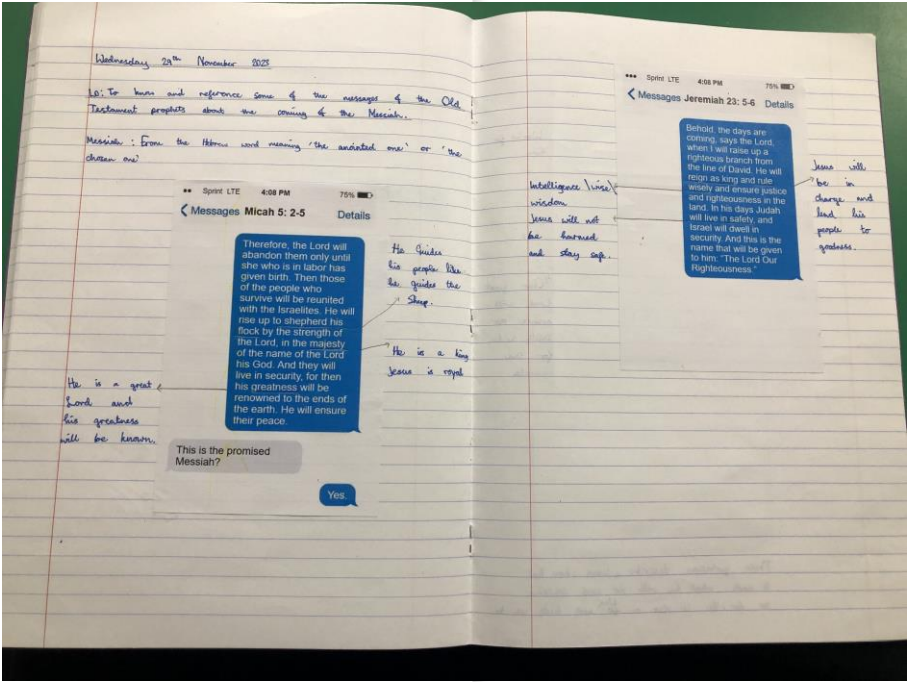 Wednesday 29th November 2023
LO: To know and reference some of the messages of the Old
Testament prophets about the coming of the Messiah.
Messiah : From the Hebrew word meaning 'the anointed one' or 'the
chosen one'
Sprint LTE 4:08 PM 75%
Messages Micah 5: 2-5 Details
Therefore, the Lord will
abandon them only until
she who is in labor has
given birth. Then those
of the people who
survive will be reunited
with the Israelites. He will
rise up to shepherd his
flock by the strength of
the Lord, in the majesty
of the name of the Lord
his God. And they will
live in security, for then
his greatness will be
renowned to the ends of
the earth. He will ensure
their peace.
This is the promised
Messiah?
Yes.
He Guides
his people like
he guides the
Sheep.
He is a king
Jesus is royal
He is a great
Lord and
his greatness
will be known.
Sprint LTE 4:08 PM 75%
Messages Jeremiah 23: 5-6 Details
Behold, the days are
coming, says the Lord,
when I will raise up a
righteous branch from
the line of David. He will
reign as king and rule
wisely and ensure justice
and righteousness in the
land. In his days Judah
will live in safety, and
Israel will dwell in
security. And this is the
name that will be given
to him: "The Lord Our
Righteousness."
Intelligence \ wise \
wisdom
Jesus will not
be harmed
and stay safe.
Jesus will
be in
charge and
lead his
people to
goodness.